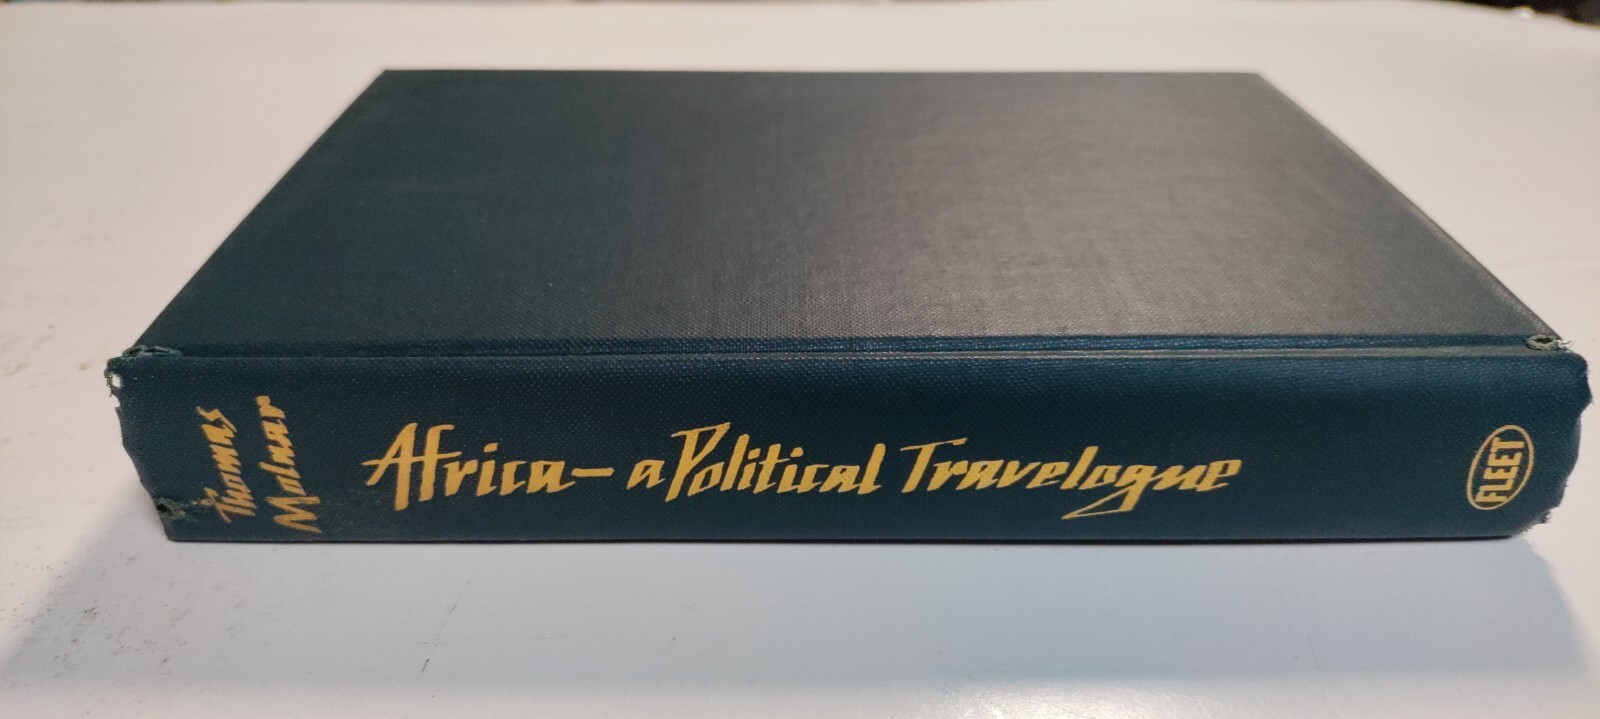 Thomas
Molnar
Africa—a Political Travelogue
FLEET